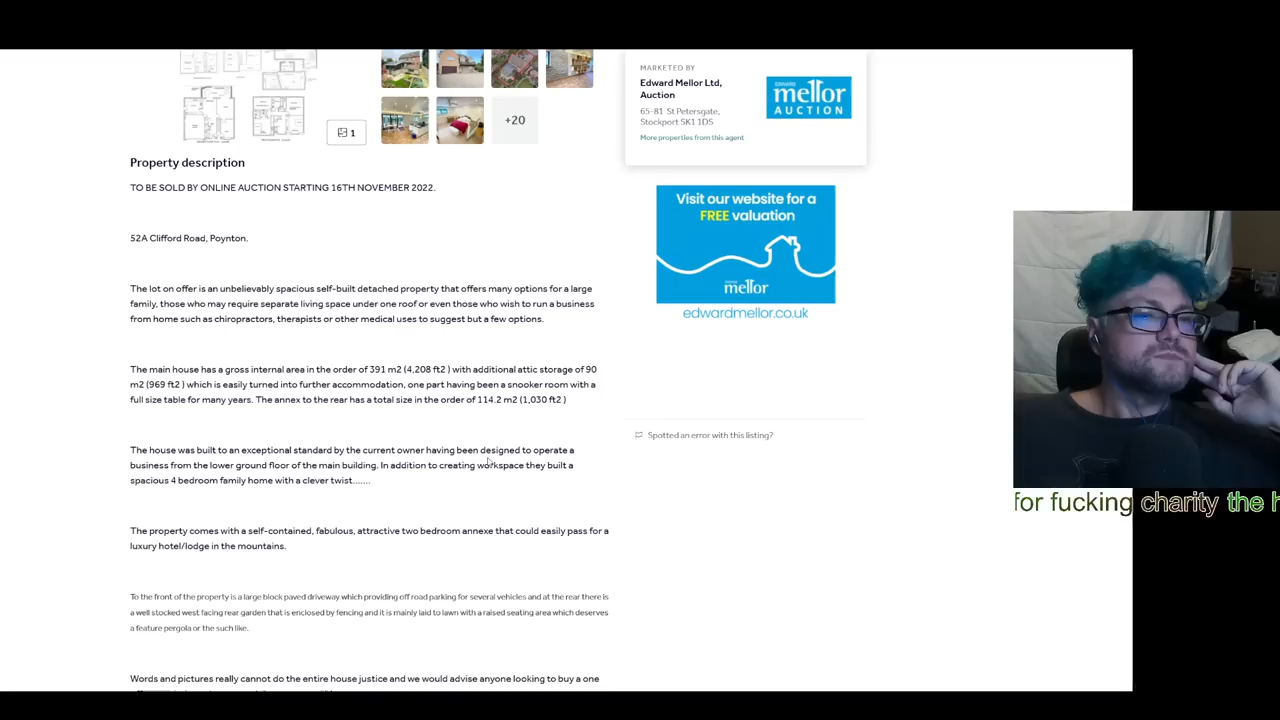 +20
1
MARKETED BY
Edward Mellor Ltd,
Auction
65-81 St Petersgate,
Stockport SK1 1DS
More properties from this agent
EDWARD
mellor
AUCTION
Property description
TO BE SOLD BY ONLINE AUCTION STARTING 16TH NOVEMBER 2022.
52A Clifford Road, Poynton.
The lot on offer is an unbelievably spacious self-built detached property that offers many options for a large
family, those who may require separate living space under one roof or even those who wish to run a business
from home such as chiropractors, therapists or other medical uses to suggest but a few options.
The main house has a gross internal area in the order of 391 m2 (4,208 ft2 ) with additional attic storage of 90
m2 (969 ft2 ) which is easily turned into further accommodation, one part having been a snooker room with a
full size table for many years. The annex to the rear has a total size in the order of 114.2 m2 (1,030 ft2 )
The house was built to an exceptional standard by the current owner having been designed to operate a
business from the lower ground floor of the main building. In addition to creating workspace they built a
spacious 4 bedroom family home with a clever twist.......
The property comes with a self-contained, fabulous, attractive two bedroom annexe that could easily pass for a
luxury hotel/lodge in the mountains.
To the front of the property is a large block paved driveway which providing off road parking for several vehicles and at the rear there is
a well stocked west facing rear garden that is enclosed by fencing and it is mainly laid to lawn with a raised seating area which deserves
a feature pergola or the such like.
Words and pictures really cannot do the entire house justice and we would advise anyone looking to buy a one
Visit our website for a
FREE valuation
mellor
edwardmellor.co.uk
Spotted an error with this listing?
for fucking charity the h